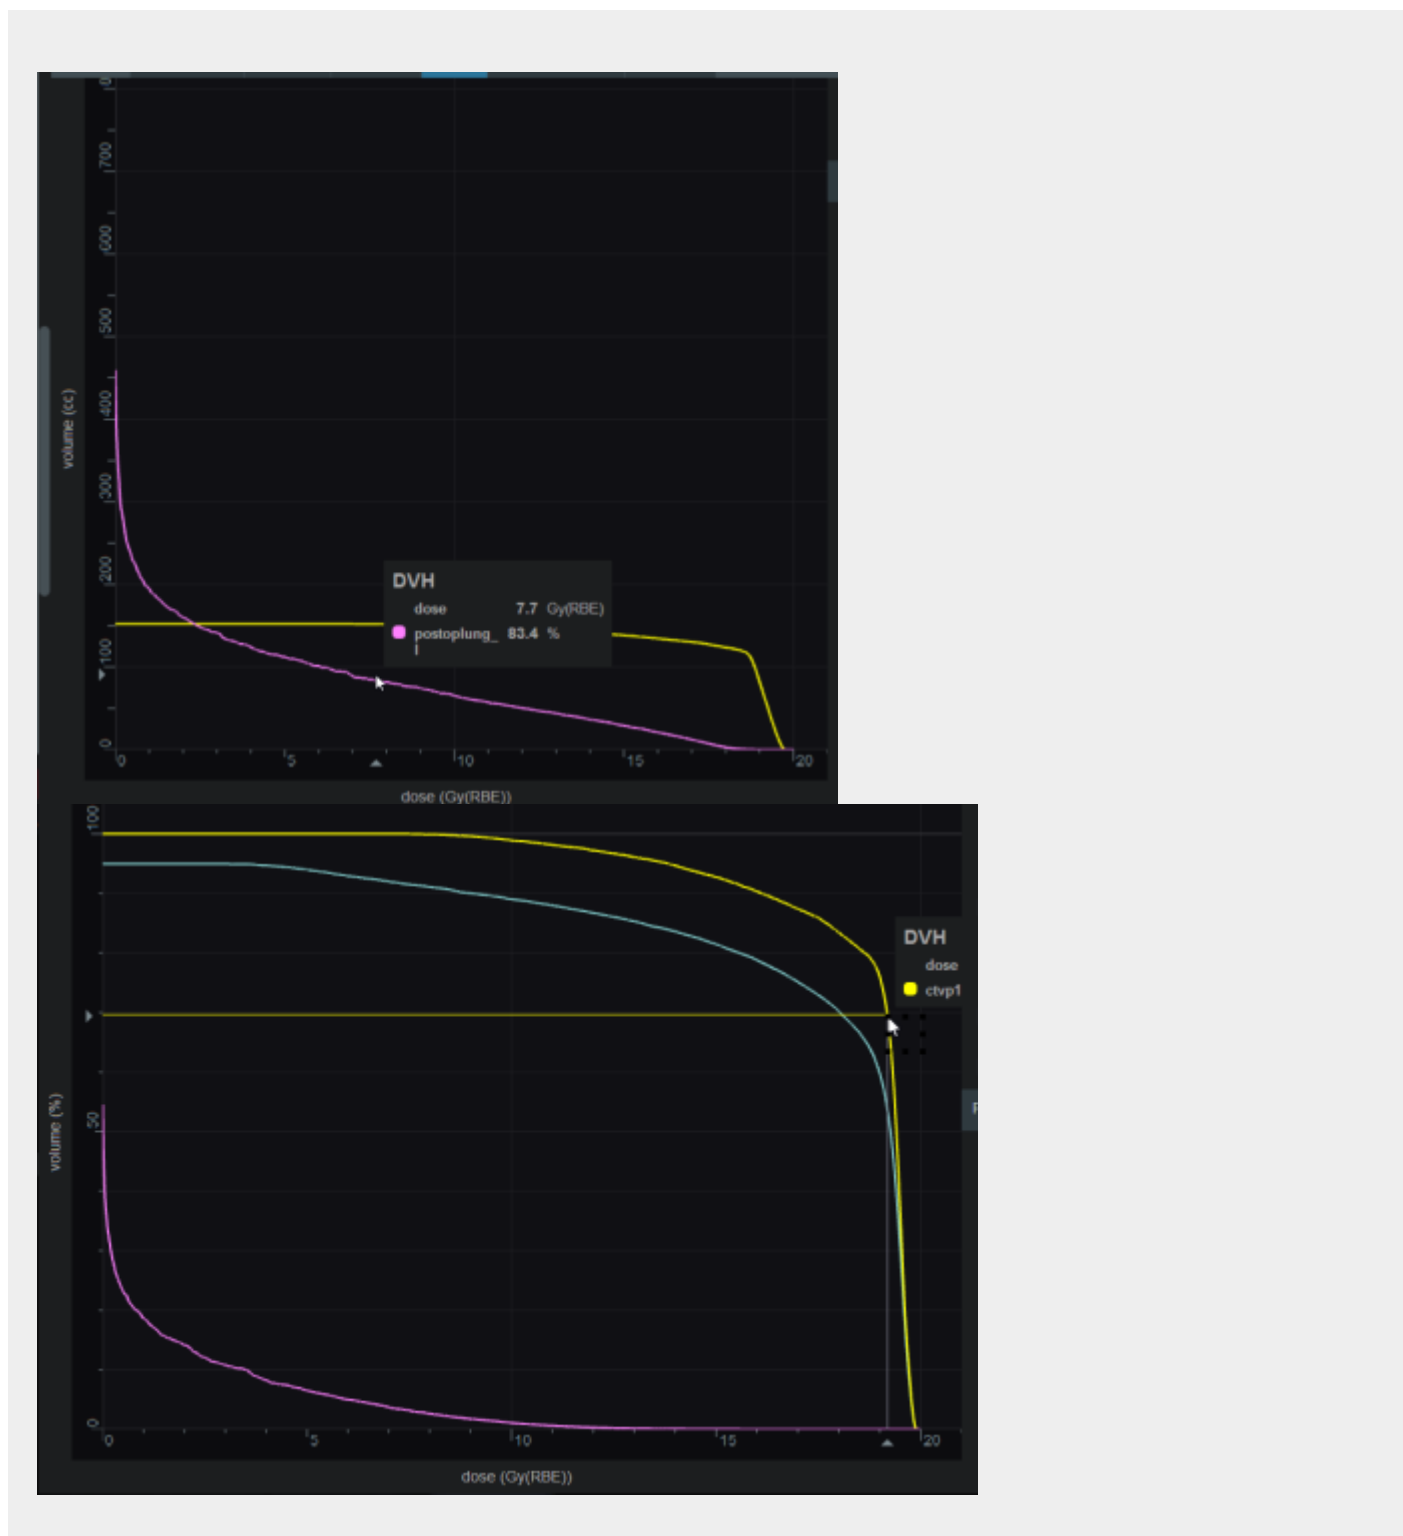 700
600
500
volume (cc)
400
300
200
100
0
DVH
dose 7.7 Gy(RBE)
postoplung_ 83.4 %
l
0 5 10 15 20
dose (Gy(RBE))
100
DVH
dose
ctvp1
volume (%)
50
0
0 5 10 15 20
dose (Gy(RBE))